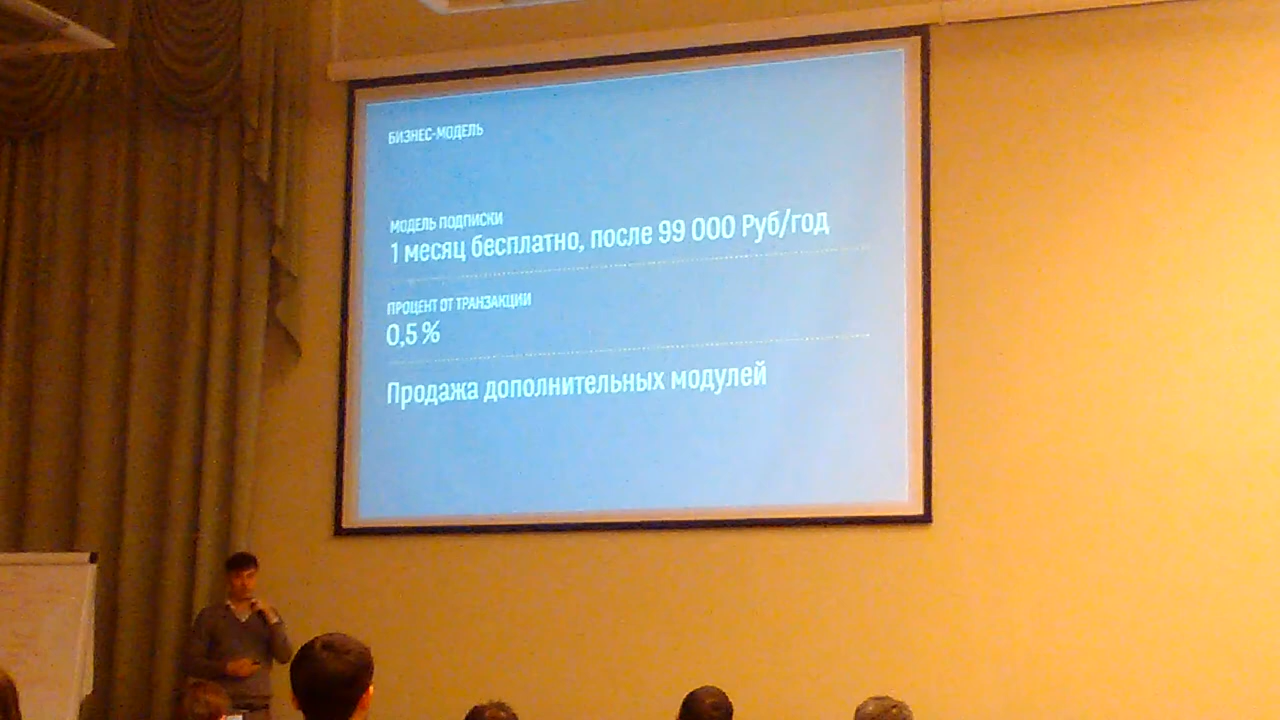 БИЗНЕС-МОДЕЛЬ
МОДЕЛЬ ПОДПИСКИ
1 месяц бесплатно, после 99 000 Руб/год
ПРОЦЕНТ ОТ ТРАНЗАКЦИИ
0,5 %
Продажа дополнительных модулей